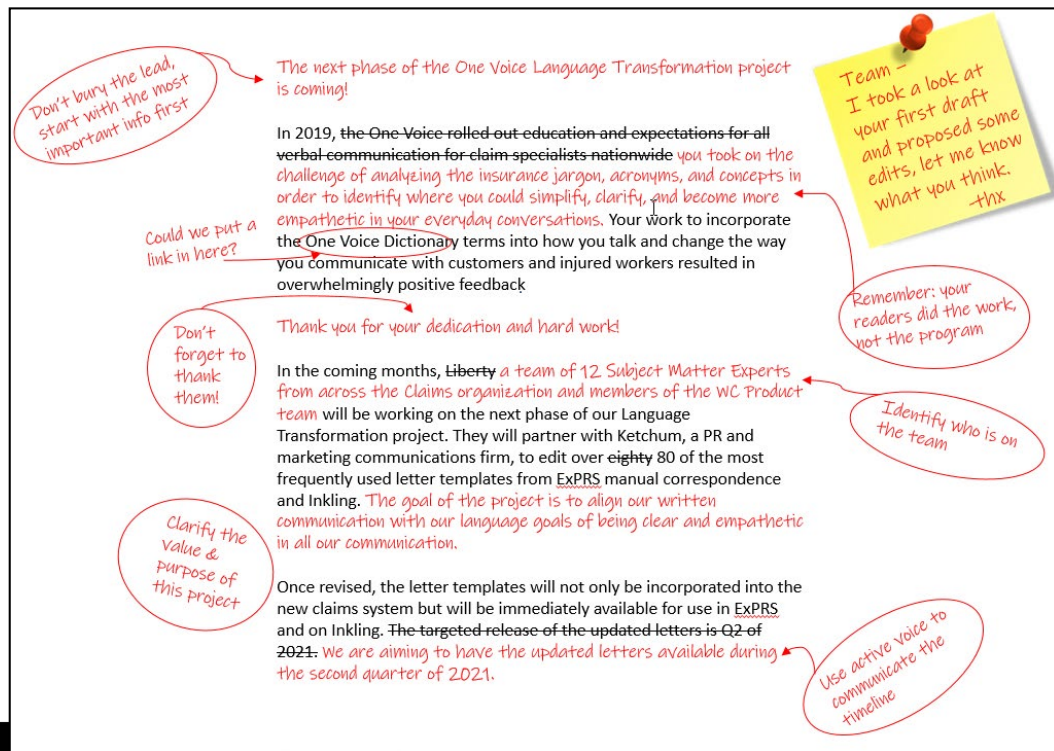 Don't bury the lead,
start with the most
important info first
The next phase of the One Voice Language Transformation project
is coming!
Team –
I took a look at
your first draft
and proposed some
edits, let me know
what you think.
-thx
In 2019, the One Voice rolled out education and expectations for all
verbal communication for claim specialists nationwide you took on the
challenge of analyzing the insurance jargon, acronyms, and concepts in
order to identify where you could simplify, clarify, and become more
empathetic in your everyday conversations. Your work to incorporate
the One Voice Dictionary terms into how you talk and change the way
you communicate with customers and injured workers resulted in
overwhelmingly positive feedback
Could we put a
link in here?
Remember: your
readers did the work,
not the program
Don't
forget to
thank
them!
Thank you for your dedication and hard work!
In the coming months, Liberty a team of 12 Subject Matter Experts
from across the Claims organization and members of the WC Product
team will be working on the next phase of our Language
Transformation project. They will partner with Ketchum, a PR and
marketing communications firm, to edit over eighty 80 of the most
frequently used letter templates from ExPRS manual correspondence
and Inkling. The goal of the project is to align our written
communication with our language goals of being clear and empathetic
in all our communication.
Identify who is on
the team
Clarify the
value &
purpose of
this project
Once revised, the letter templates will not only be incorporated into the
new claims system but will be immediately available for use in ExPRS
and on Inkling. The targeted release of the updated letters is Q2 of
2021. We are aiming to have the updated letters available during
the second quarter of 2021.
Use active voice to
communicate the
timeline